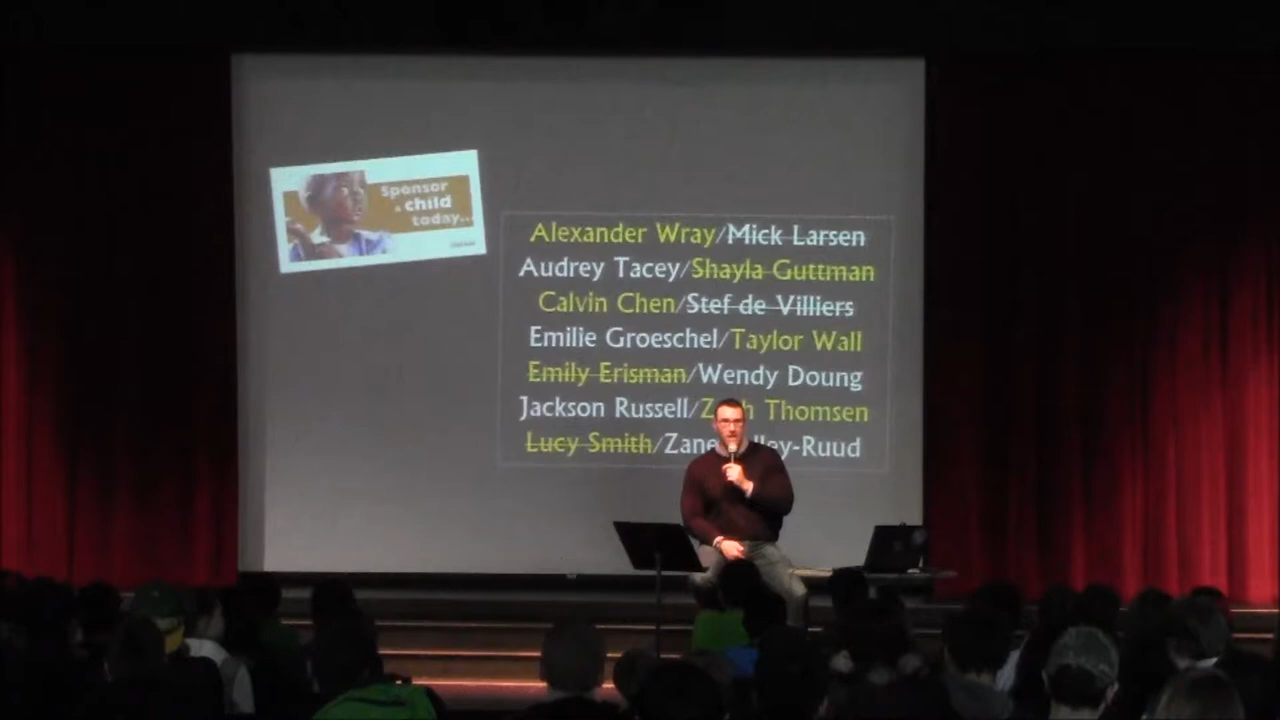 Sponsor
a child
today...
Alexander Wray/Mick Larsen
Audrey Tacey/Shayla Guttman
Calvin Chen/Stef de Villiers
Emilie Groeschel/Taylor Wall
Emily Erisman/Wendy Doung
Jackson Russell/ Thomsen
Lucy Smith/